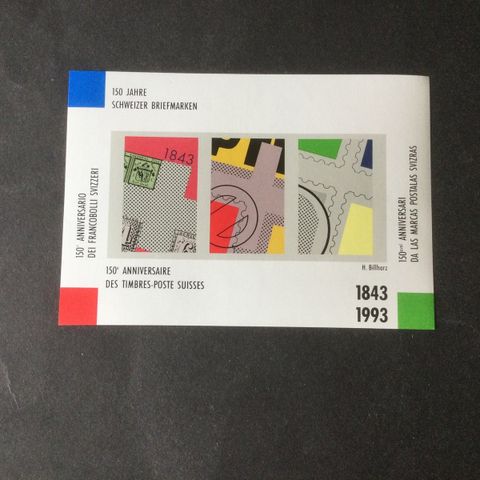 150 JAHRE
SCHWEIZER BRIEFMARKEN
150° ANNIVERSARIO
DEI FRANCOBOLLI SVIZZERI
1843
150avel ANNIVERSARI
DA LAS MARCAS POSTALAS SVIZRAS
H. Billharz
150e ANNIVERSAIRE
DES TIMBRES-POSTE SUISSES
1843
1993